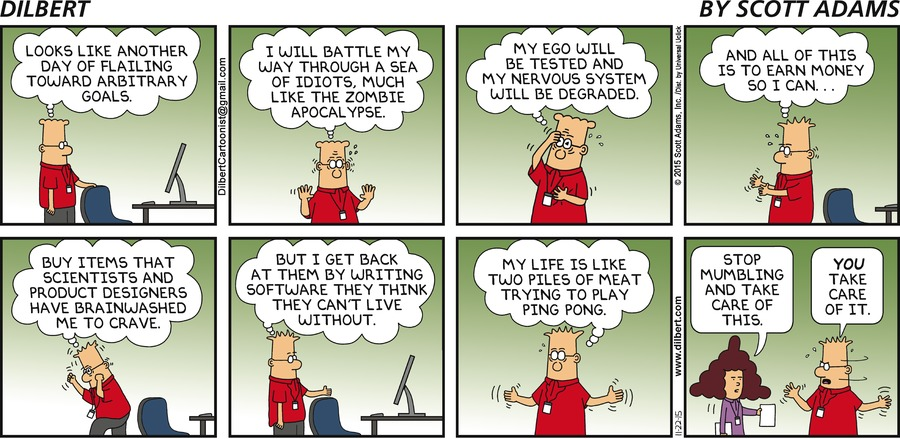 DILBERT
BY SCOTT ADAMS
LOOKS LIKE ANOTHER
DAY OF FLAILING
TOWARD ARBITRARY
GOALS.
DilbertCartoonist@gmail.com
I WILL BATTLE MY
WAY THROUGH A SEA
OF IDIOTS, MUCH
LIKE THE ZOMBIE
APOCALYPSE.
MY EGO WILL
BE TESTED AND
MY NERVOUS SYSTEM
WILL BE DEGRADED.
© 2015 Scott Adams, Inc. /Dist. by Universal Uclick
AND ALL OF THIS
IS TO EARN MONEY
SO I CAN. . .
BUY ITEMS THAT
SCIENTISTS AND
PRODUCT DESIGNERS
HAVE BRAINWASHED
ME TO CRAVE.
BUT I GET BACK
AT THEM BY WRITING
SOFTWARE THEY THINK
THEY CAN'T LIVE
WITHOUT.
MY LIFE IS LIKE
TWO PILES OF MEAT
TRYING TO PLAY
PING PONG.
11-22-15
www.dilbert.com
STOP
MUMBLING
AND TAKE
CARE OF
THIS.
YOU
TAKE
CARE
OF IT.